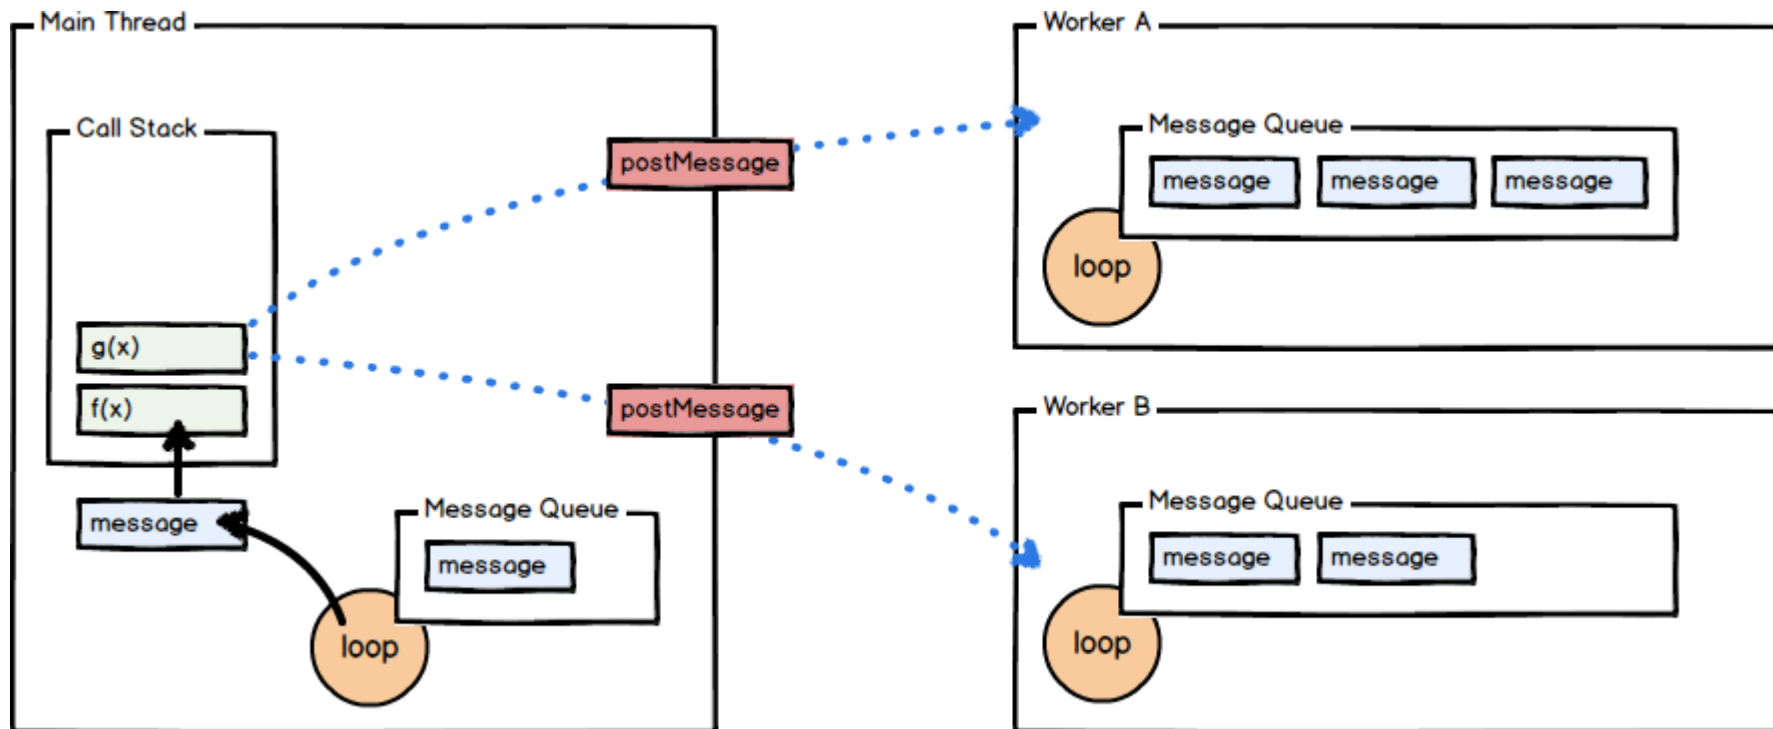 Main Thread
Call Stack
g(x)
f(x)
message
Message Queue
message
loop
postMessage
postMessage
Worker A
Message Queue
message message message
loop
Worker B
Message Queue
message message
loop